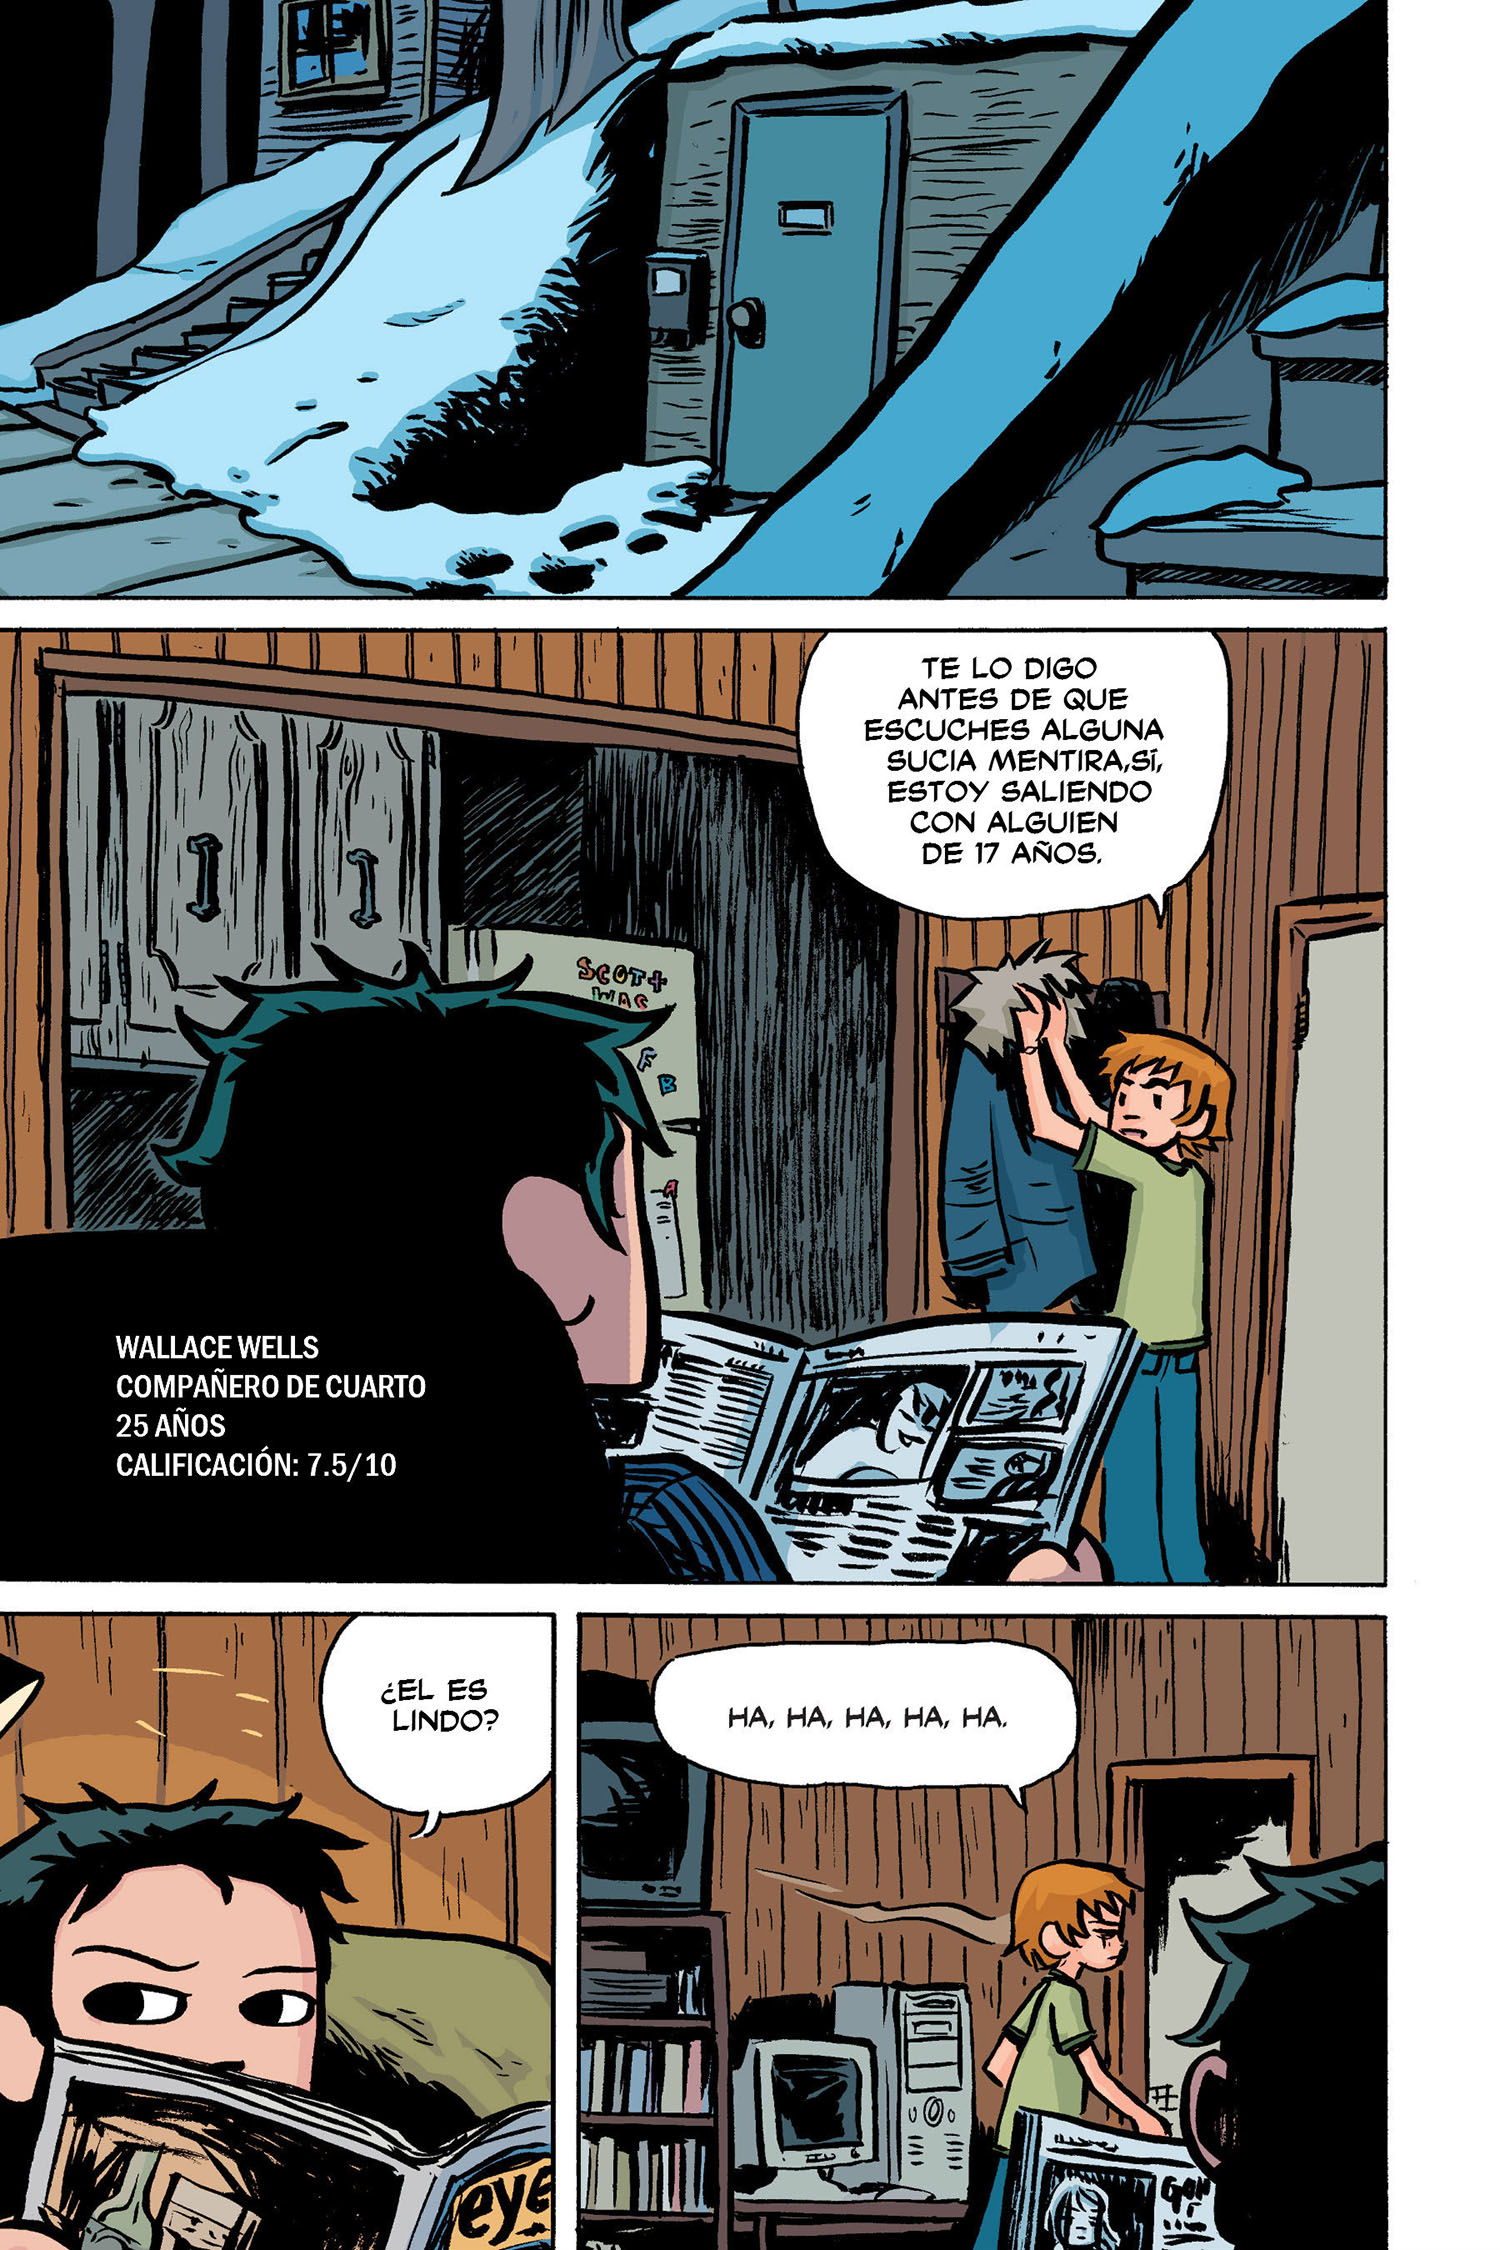 TE LO DIGO
ANTES DE QUE
ESCUCHES ALGUNA
SUCIA MENTIRA,SÍ,
ESTOY SALIENDO
CON ALGUIEN
DE 17 AÑOS.
SCOTT
WAS
F
B
A
WALLACE WELLS
COMPAÑERO DE CUARTO
25 AÑOS
CALIFICACIÓN: 7.5/10
¿EL ES
LINDO?
eye
HA, HA, HA, HA, HA.